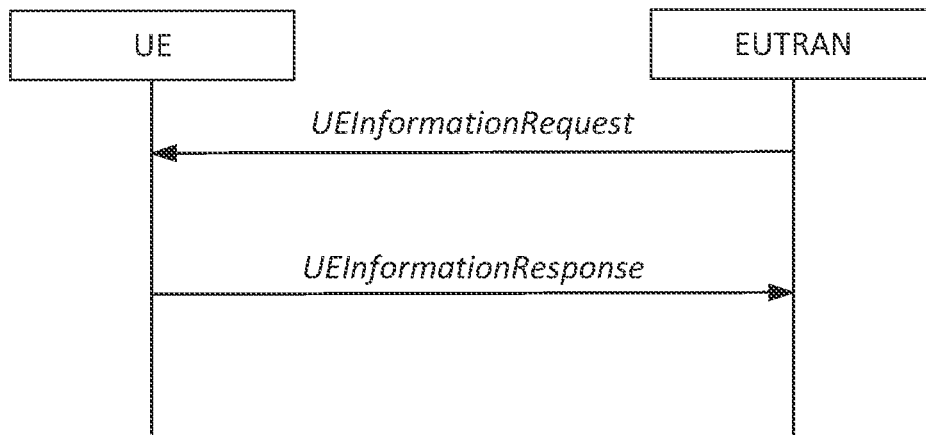 UE
EUTRAN
UEInformationRequest
UEInformationResponse